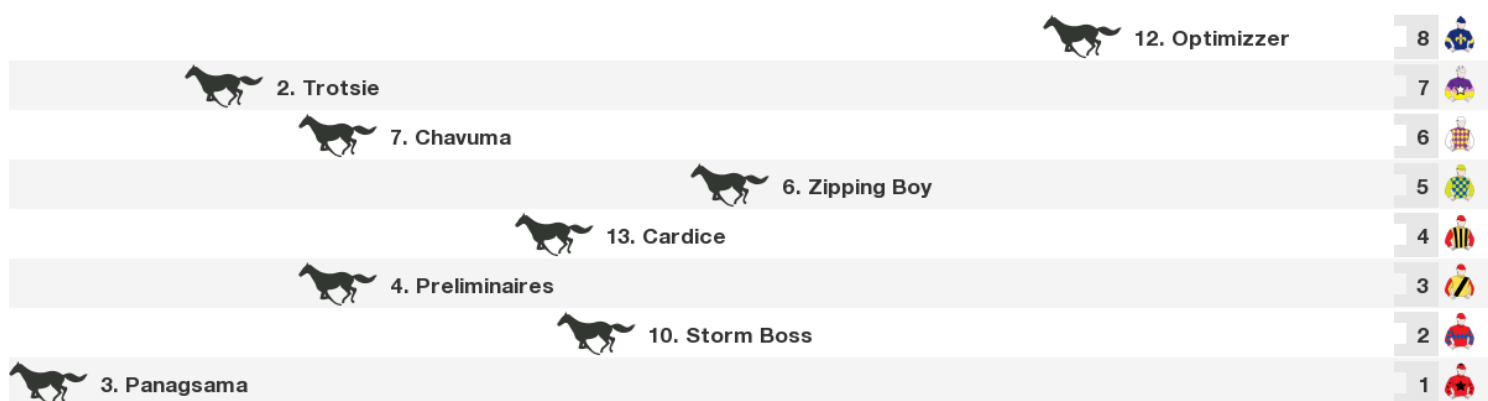 12. Optimizzer 8
2. Trotsie 7
7. Chavuma 6
6. Zipping Boy 5
13. Cardice 4
4. Preliminaires 3
10. Storm Boss 2
3. Panagsama 1